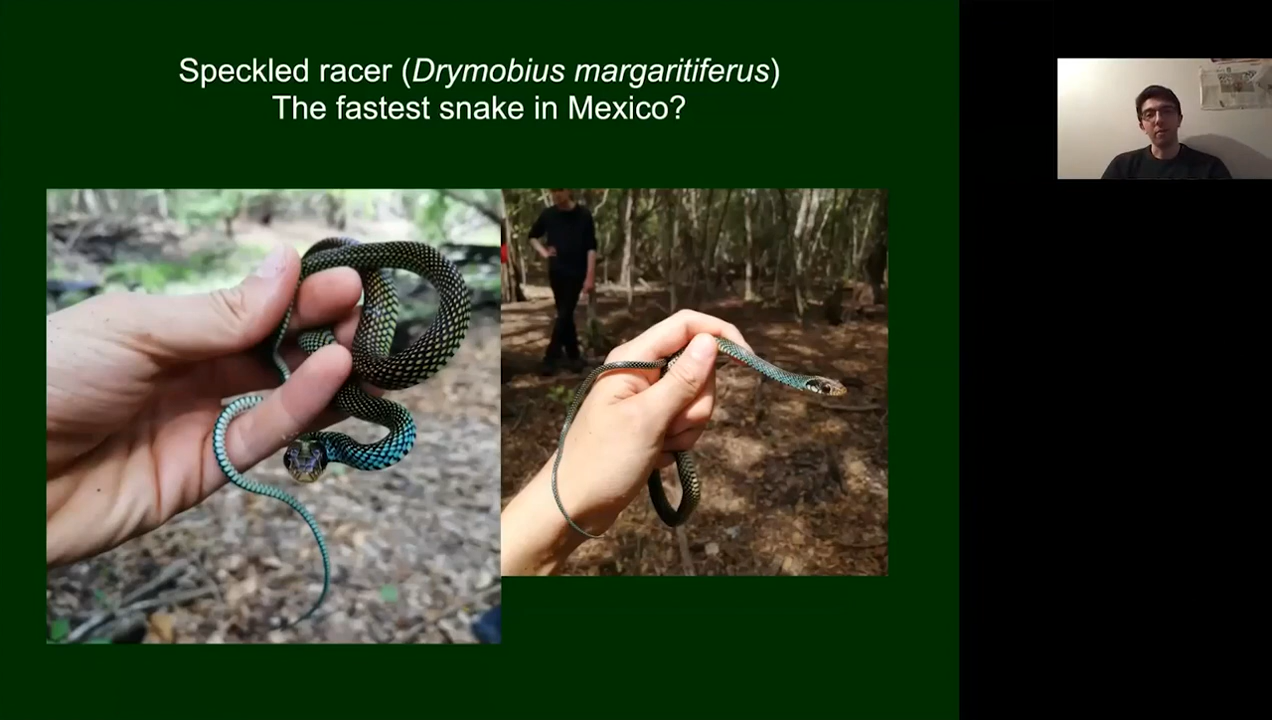 Speckled racer (Drymobius margaritiferus)
The fastest snake in Mexico?